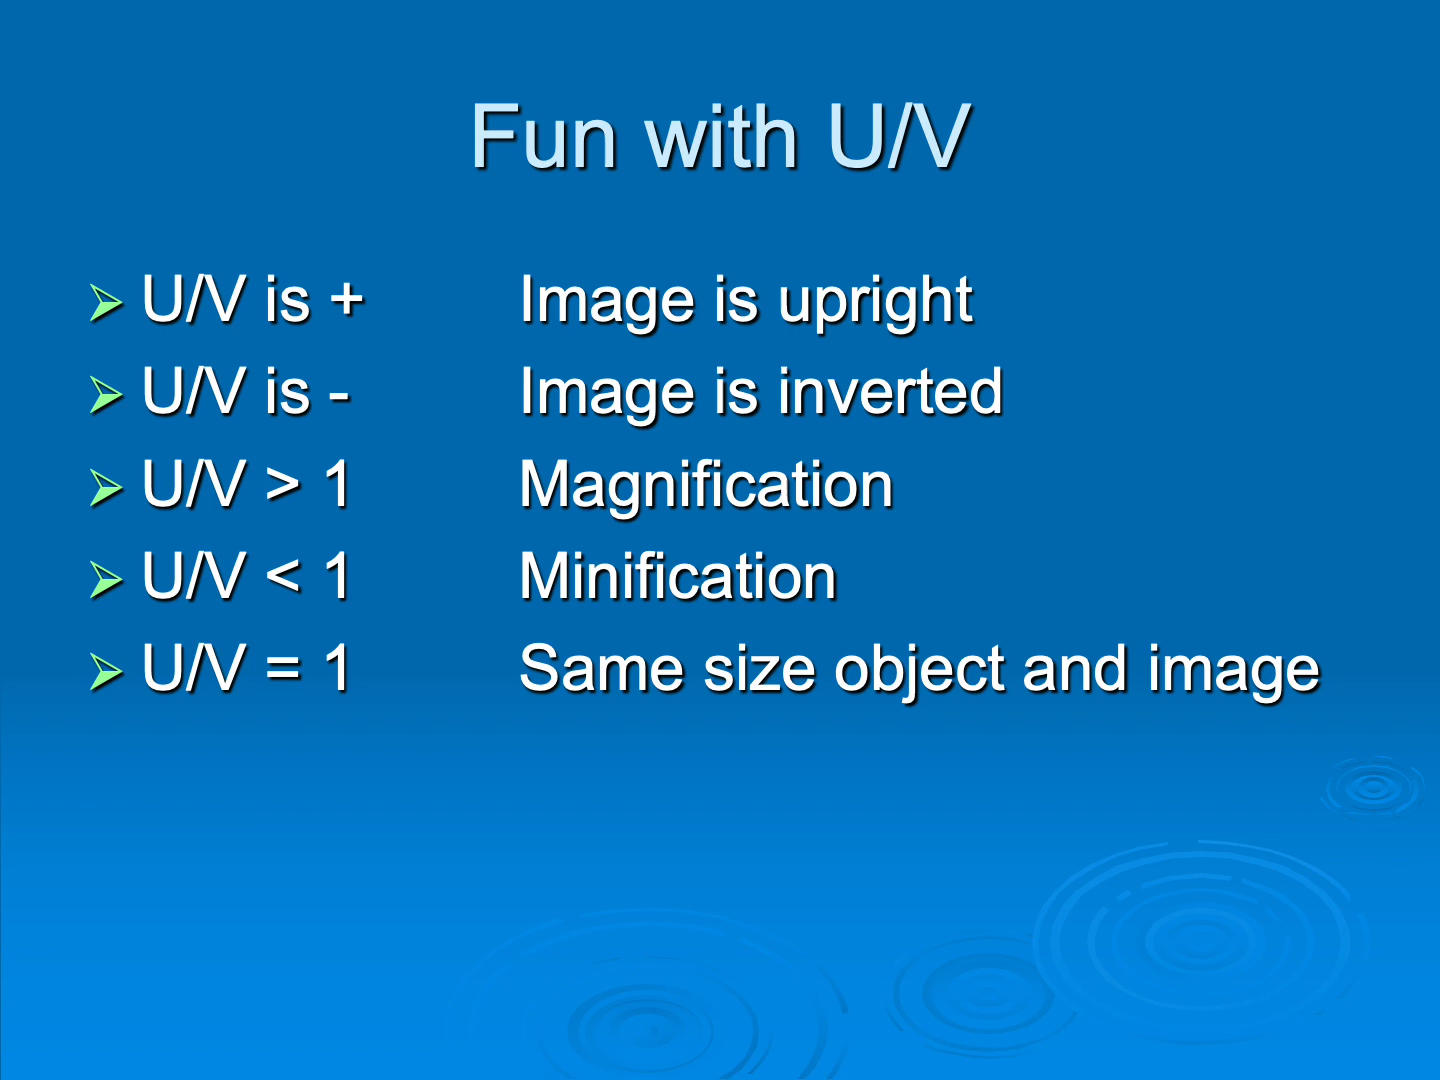 Fun with U/V
U/V is + Image is upright
U/V is - Image is inverted
U/V > 1 Magnification
U/V < 1 Minification
U/V = 1 Same size object and image